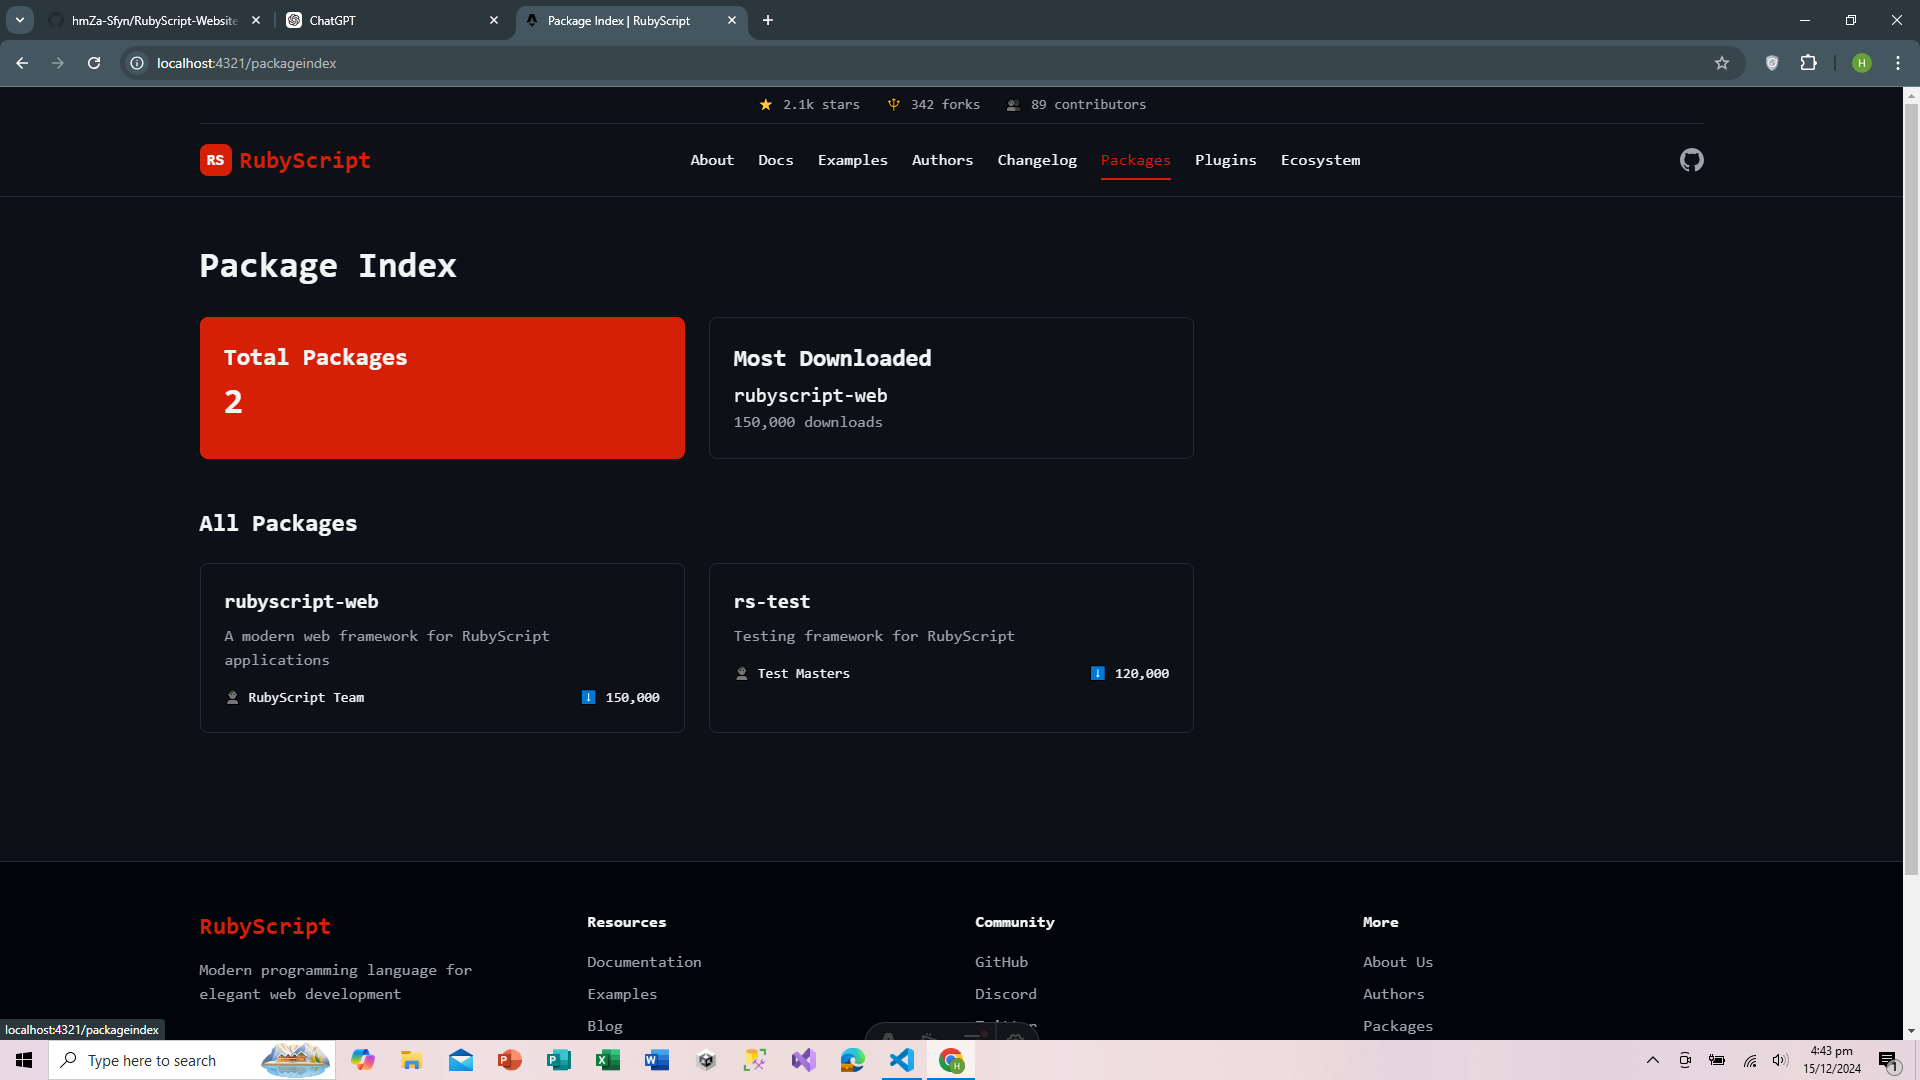 hmZa-Sfyn/RubyScript-Website
ChatGPT
Package Index | RubyScript
localhost:4321/packageindex
H
2.1k stars
342 forks
89 contributors
RS RubyScript
About
Docs
Examples
Authors
Changelog
Packages
Plugins
Ecosystem
Package Index
Total Packages
2
Most Downloaded
rubyscript-web
150,000 downloads
All Packages
rubyscript-web
A modern web framework for RubyScript
applications
RubyScript Team
150,000
rs-test
Testing framework for RubyScript
Test Masters
120,000
RubyScript
Modern programming language for
elegant web development
Resources
Documentation
Examples
Blog
Community
GitHub
Discord
More
About Us
Authors
Packages
localhost:4321/packageindex
Type here to search
4:43 pm
15/12/2024
1